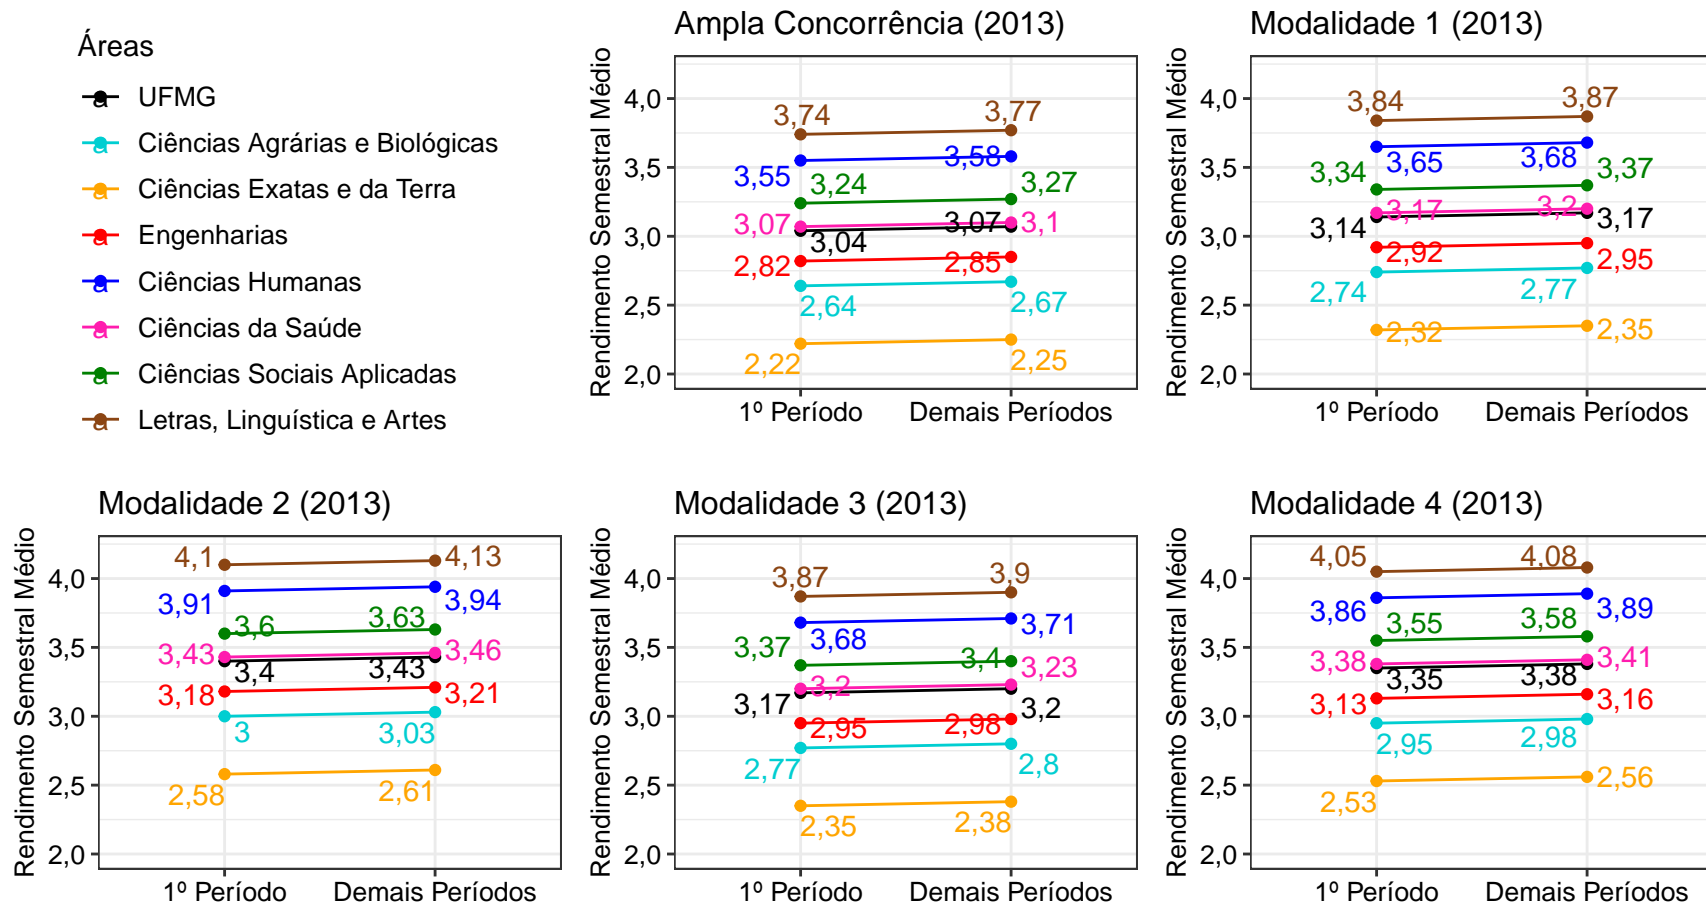 Áreas
a UFMG
a Ciências Agrárias e Biológicas
a Ciências Exatas e da Terra
a Engenharias
a Ciências Humanas
a Ciências da Saúde
a Ciências Sociais Aplicadas
a Letras, Linguística e Artes
Ampla Concorrência (2013)
Rendimento Semestral Médio
4,0
3,5
3,0
2,5
2,0
3,74 3,77
3,55 3,58
3,24 3,27
3,07 3,1
3,04 3,07
2,82 2,85
2,64 2,67
2,22 2,25
1º Período Demais Períodos
Modalidade 1 (2013)
Rendimento Semestral Médio
4,0
3,5
3,0
2,5
2,0
3,84 3,87
3,65 3,68
3,34 3,37
3,17 3,2
3,14 3,17
2,92 2,95
2,74 2,77
2,32 2,35
1º Período Demais Períodos
Modalidade 2 (2013)
Rendimento Semestral Médio
4,0
3,5
3,0
2,5
2,0
4,1 4,13
3,91 3,94
3,6 3,63
3,43 3,46
3,4 3,43
3,18 3,21
3 3,03
2,58 2,61
1º Período Demais Períodos
Modalidade 3 (2013)
Rendimento Semestral Médio
4,0
3,5
3,0
2,5
2,0
3,87 3,9
3,68 3,71
3,37 3,4
3,2 3,23
3,17 3,2
2,95 2,98
2,77 2,8
2,35 2,38
1º Período Demais Períodos
Modalidade 4 (2013)
Rendimento Semestral Médio
4,0
3,5
3,0
2,5
2,0
4,05 4,08
3,86 3,89
3,55 3,58
3,38 3,41
3,35 3,38
3,13 3,16
2,95 2,98
2,53 2,56
1º Período Demais Períodos